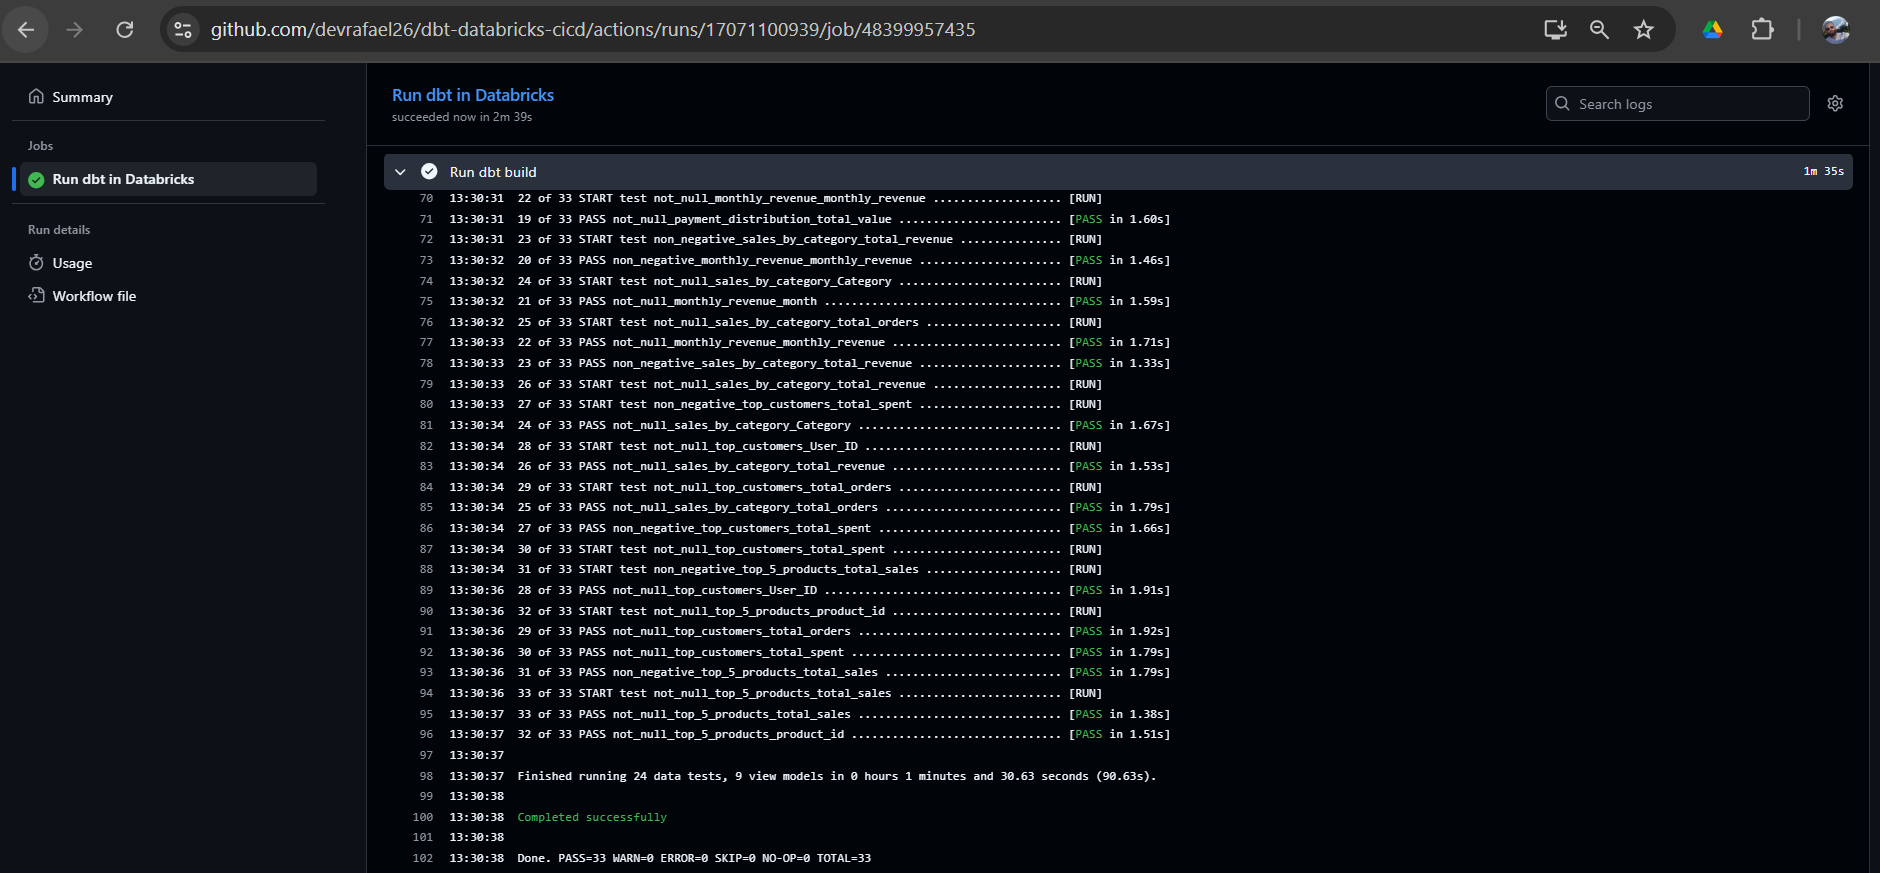 github.com/devrafael26/dbt-databricks-cicd/actions/runs/17071100939/job/48399957435
Summary
Jobs
Run dbt in Databricks
Run details
Usage
Workflow file
Run dbt in Databricks
succeeded now in 2m 39s
Search logs
Run dbt build
1m 35s
70 13:30:31 22 of 33 START test not_null_monthly_revenue_monthly_revenue ................... [RUN]
71 13:30:31 19 of 33 PASS not_null_payment_distribution_total_value ........................ [PASS in 1.60s]
72 13:30:31 23 of 33 START test non_negative_sales_by_category_total_revenue ............... [RUN]
73 13:30:32 20 of 33 PASS non_negative_monthly_revenue_monthly_revenue ..................... [PASS in 1.46s]
74 13:30:32 24 of 33 START test not_null_sales_by_category_Category ........................ [RUN]
75 13:30:32 21 of 33 PASS not_null_monthly_revenue_month ................................... [PASS in 1.59s]
76 13:30:32 25 of 33 START test not_null_sales_by_category_total_orders .................... [RUN]
77 13:30:33 22 of 33 PASS not_null_monthly_revenue_monthly_revenue ......................... [PASS in 1.71s]
78 13:30:33 23 of 33 PASS non_negative_sales_by_category_total_revenue ..................... [PASS in 1.33s]
79 13:30:33 26 of 33 START test not_null_sales_by_category_total_revenue ................... [RUN]
80 13:30:33 27 of 33 START test non_negative_top_customers_total_spent ..................... [RUN]
81 13:30:34 24 of 33 PASS not_null_sales_by_category_Category .............................. [PASS in 1.67s]
82 13:30:34 28 of 33 START test not_null_top_customers_User_ID ............................. [RUN]
83 13:30:34 26 of 33 PASS not_null_sales_by_category_total_revenue ......................... [PASS in 1.53s]
84 13:30:34 29 of 33 START test not_null_top_customers_total_orders ........................ [RUN]
85 13:30:34 25 of 33 PASS not_null_sales_by_category_total_orders .......................... [PASS in 1.79s]
86 13:30:34 27 of 33 PASS non_negative_top_customers_total_spent ........................... [PASS in 1.66s]
87 13:30:34 30 of 33 START test not_null_top_customers_total_spent ......................... [RUN]
88 13:30:34 31 of 33 START test non_negative_top_5_products_total_sales .................... [RUN]
89 13:30:36 28 of 33 PASS not_null_top_customers_User_ID ................................... [PASS in 1.91s]
90 13:30:36 32 of 33 START test not_null_top_5_products_product_id ......................... [RUN]
91 13:30:36 29 of 33 PASS not_null_top_customers_total_orders .............................. [PASS in 1.92s]
92 13:30:36 30 of 33 PASS not_null_top_customers_total_spent ............................... [PASS in 1.79s]
93 13:30:36 31 of 33 PASS non_negative_top_5_products_total_sales .......................... [PASS in 1.79s]
94 13:30:36 33 of 33 START test not_null_top_5_products_total_sales ........................ [RUN]
95 13:30:37 33 of 33 PASS not_null_top_5_products_total_sales .............................. [PASS in 1.38s]
96 13:30:37 32 of 33 PASS not_null_top_5_products_product_id ............................... [PASS in 1.51s]
97 13:30:37
98 13:30:37 Finished running 24 data tests, 9 view models in 0 hours 1 minutes and 30.63 seconds (90.63s).
99 13:30:38
100 13:30:38 Completed successfully
101 13:30:38
102 13:30:38 Done. PASS=33 WARN=0 ERROR=0 SKIP=0 NO-OP=0 TOTAL=33